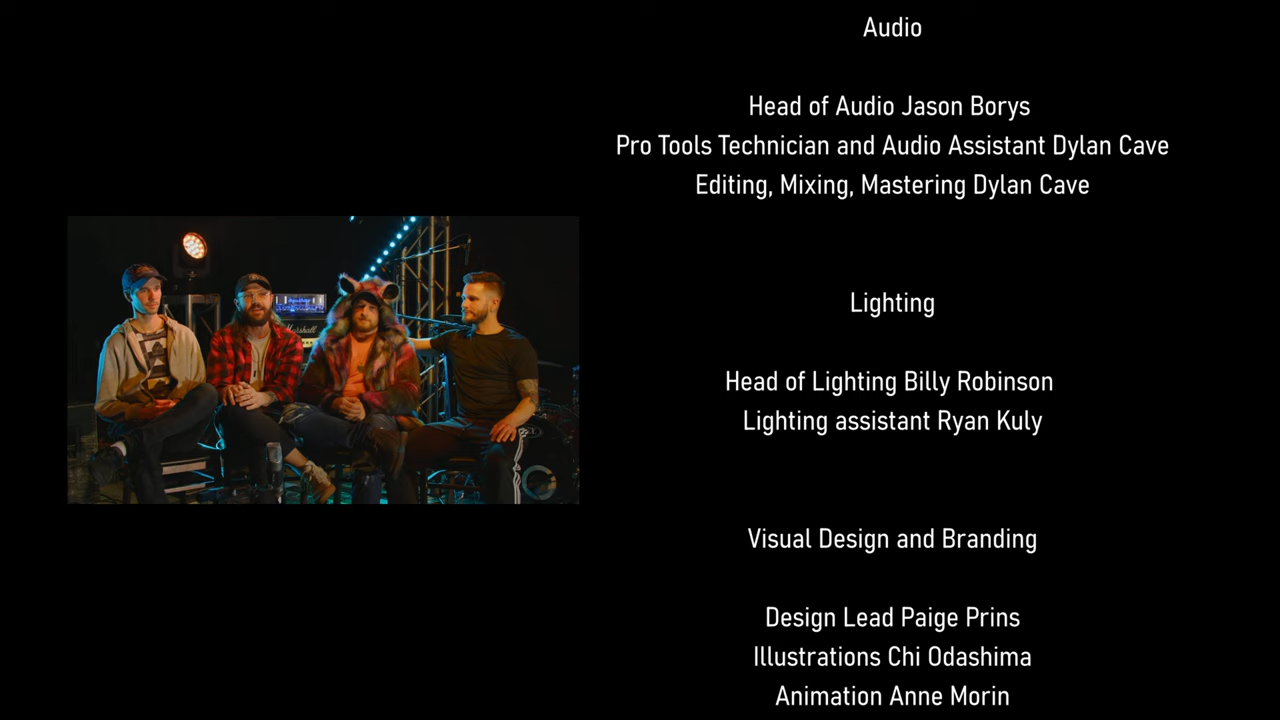 Audio
Head of Audio Jason Borys
Pro Tools Technician and Audio Assistant Dylan Cave
Editing, Mixing, Mastering Dylan Cave
Lighting
Head of Lighting Billy Robinson
Lighting assistant Ryan Kuly
Visual Design and Branding
Design Lead Paige Prins
Illustrations Chi Odashima
Animation Anne Morin
Marshall